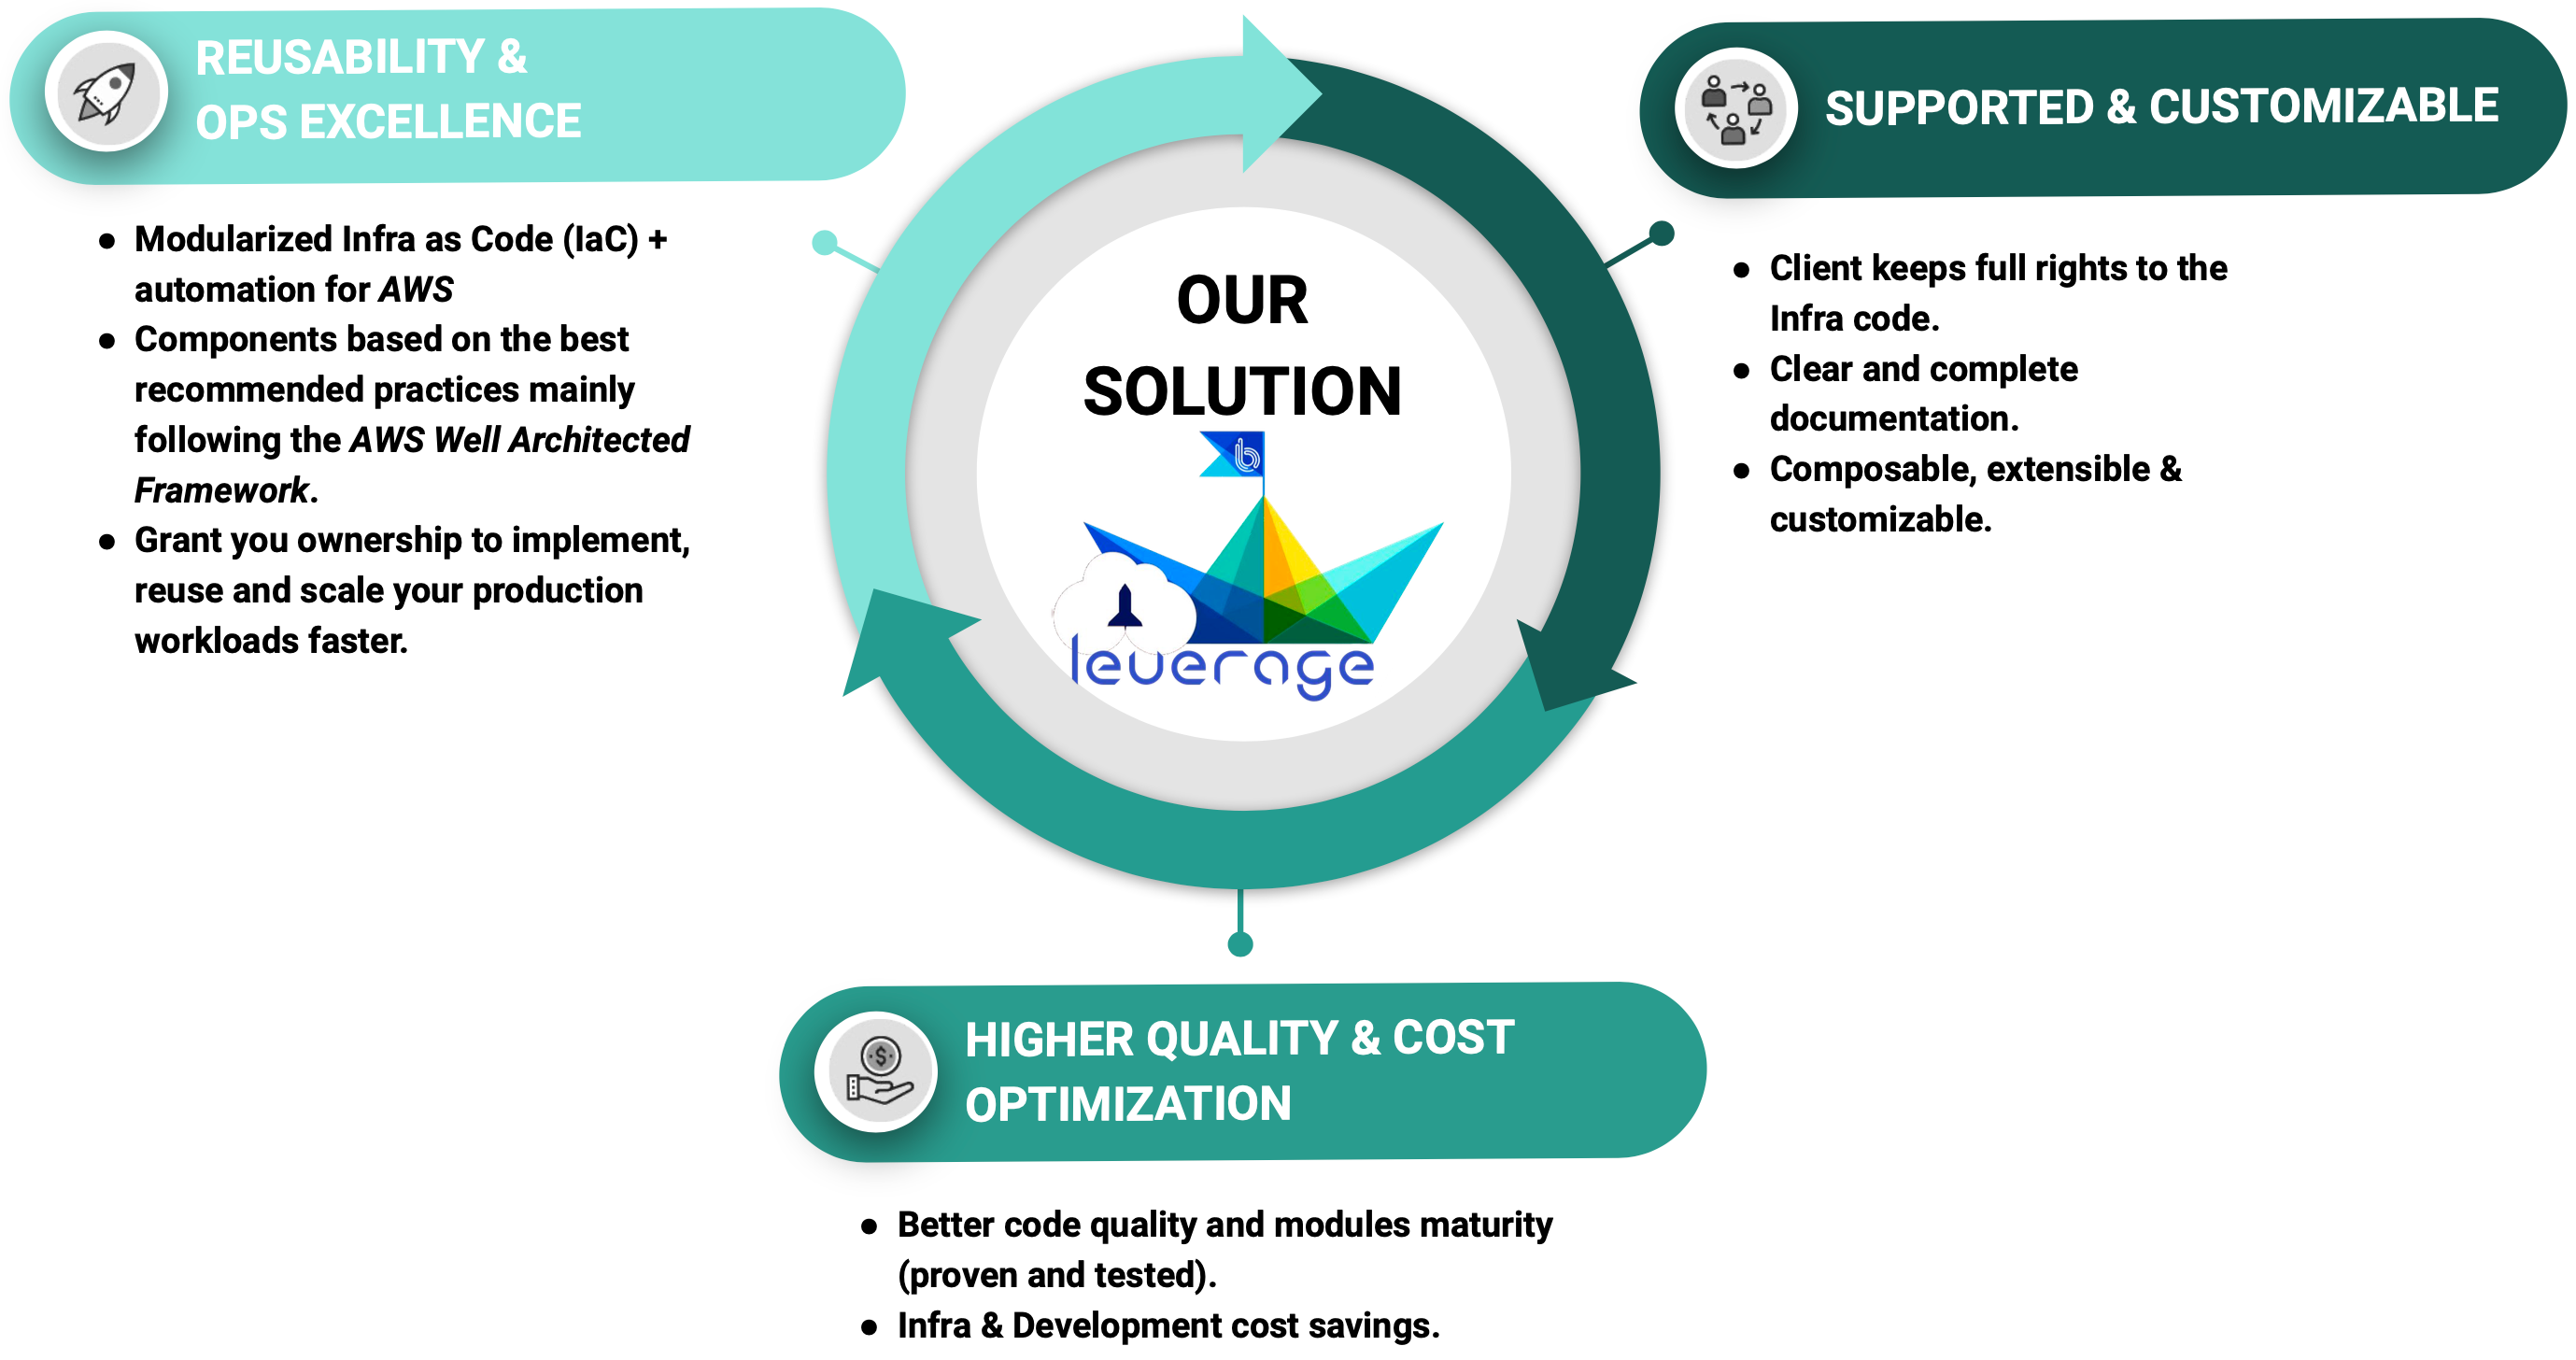 REUSABILITY &
OPS EXCELLENCE
● Modularized Infra as Code (IaC) +
automation for AWS
● Components based on the best
recommended practices mainly
following the AWS Well Architected
Framework.
● Grant you ownership to implement,
reuse and scale your production
workloads faster.
OUR
SOLUTION
b
leverage
SUPPORTED & CUSTOMIZABLE
● Client keeps full rights to the
Infra code.
● Clear and complete
documentation.
● Composable, extensible &
customizable.
$
HIGHER QUALITY & COST
OPTIMIZATION
● Better code quality and modules maturity
(proven and tested).
● Infra & Development cost savings.